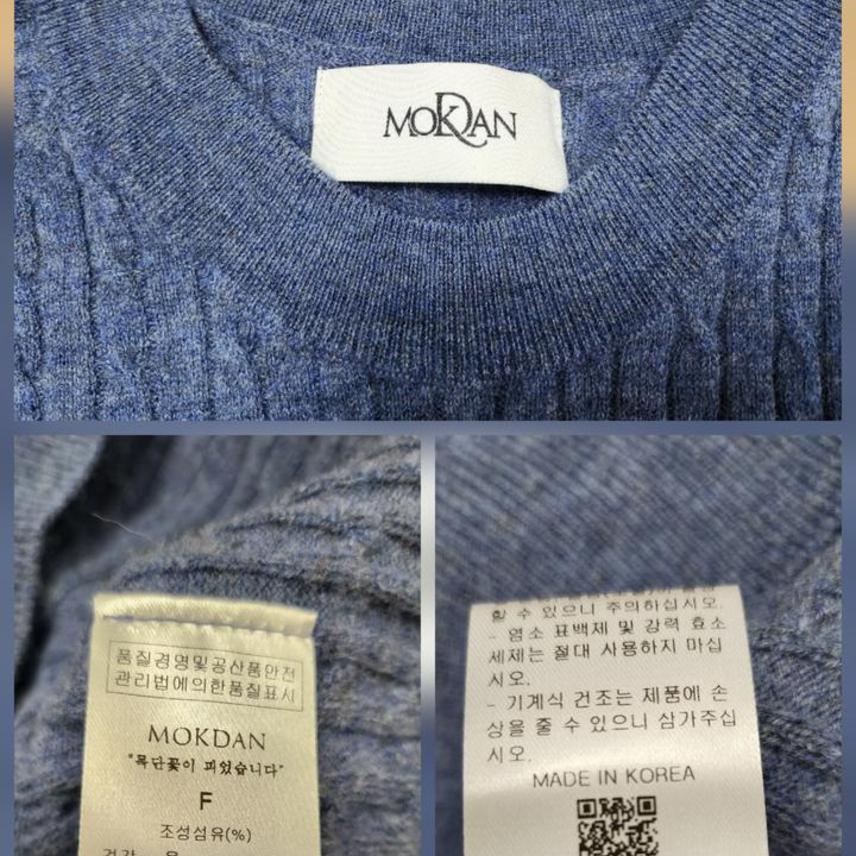 MOKDAN
품질경영및공산품안전
관리법에의한품질표시
MOKDAN
"목단꽃이 피었습니다"
F
조성섬유(%)
할 수 있으니 주의하십시오.
- 염소 표백제 및 강력 효소
세제는 절대 사용하지 마십
시오.
- 기계식 건조는 제품에 손
상을 줄 수 있으니 삼가주십
시오.
MADE IN KOREA